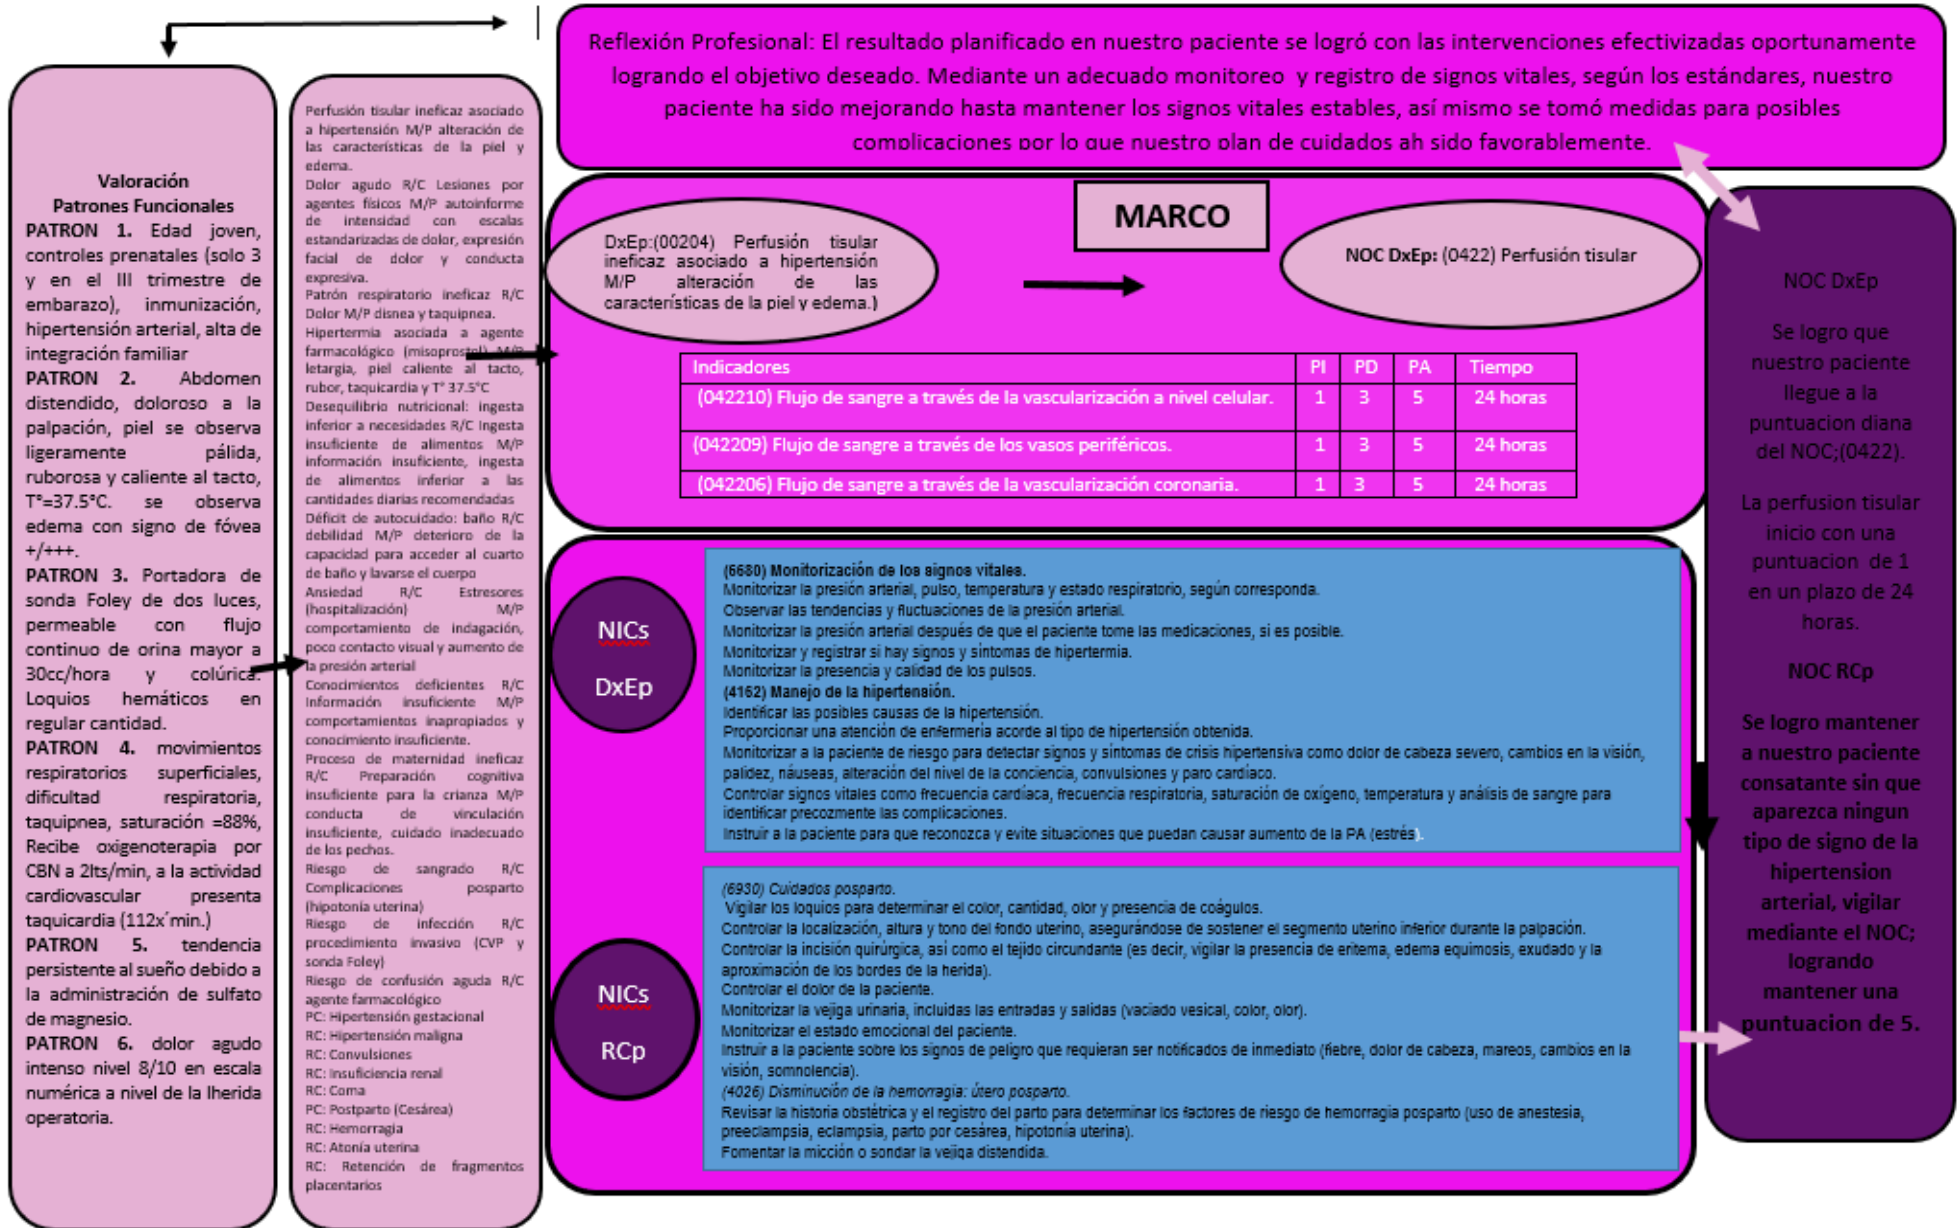 Reflexión Profesional: El resultado planificado en nuestro paciente se logró con las intervenciones efectivizadas oportunamente
logrando el objetivo deseado. Mediante un adecuado monitoreo y registro de signos vitales, según los estándares, nuestro
paciente ha sido mejorando hasta mantener los signos vitales estables, así mismo se tomó medidas para posibles
complicaciones por lo que nuestro plan de cuidados ah sido favorablemente.
Valoración
Patrones Funcionales
PATRON 1. Edad joven,
controles prenatales (solo 3
y en el III trimestre de
embarazo), inmunización,
hipertensión arterial, alta de
integración familiar
PATRON 2. Abdomen
distendido, doloroso a la
palpación, piel se observa
ligeramente pálida,
ruborosa y caliente al tacto,
T°=37.5°C. se observa
edema con signo de fóvea
+/+++.
PATRON 3. Portadora de
sonda Foley de dos luces,
permeable con flujo
continuo de orina mayor a
30cc/hora y colúrica.
Loquios hemáticos en
regular cantidad.
PATRON 4. movimientos
respiratorios superficiales,
dificultad respiratoria,
taquipnea, saturación =88%,
Recibe oxigenoterapia por
CBN a 2lts/min, a la actividad
cardiovascular presenta
taquicardia (112x´min.)
PATRON 5. tendencia
persistente al sueño debido a
la administración de sulfato
de magnesio.
PATRON 6. dolor agudo
intenso nivel 8/10 en escala
numérica a nivel de la lherida
operatoria.
Perfusión tisular ineficaz asociado
a hipertensión M/P alteración de
las características de la piel y
edema.
Dolor agudo R/C Lesiones por
agentes físicos M/P autoinforme
de intensidad con escalas
estandarizadas de dolor, expresión
facial de dolor y conducta
expresiva.
Patrón respiratorio ineficaz R/C
Dolor M/P disnea y taquipnea.
Hipertermia asociada a agente
farmacológico (misoprostol) M/P
letargia, piel caliente al tacto,
rubor, taquicardia y T° 37.5°C
Desequilibrio nutricional: ingesta
inferior a necesidades R/C Ingesta
insuficiente de alimentos M/P
información insuficiente, ingesta
de alimentos inferior a las
cantidades diarias recomendadas
Déficit de autocuidado: baño R/C
debilidad M/P deterioro de la
capacidad para acceder al cuarto
de baño y lavarse el cuerpo
Ansiedad R/C Estresores
(hospitalización) M/P
comportamiento de indagación,
poco contacto visual y aumento de
la presión arterial
Conocimientos deficientes R/C
Información insuficiente M/P
comportamientos inapropiados y
conocimiento insuficiente.
Proceso de maternidad ineficaz
R/C Preparación cognitiva
insuficiente para la crianza M/P
conducta de vinculación
insuficiente, cuidado inadecuado
de los pechos.
Riesgo de sangrado R/C
Complicaciones posparto
(hipotonía uterina)
Riesgo de infección R/C
procedimiento invasivo (CVP y
sonda Foley)
Riesgo de confusión aguda R/C
agente farmacológico
PC: Hipertensión gestacional
RC: Hipertensión maligna
RC: Convulsiones
RC: Insuficiencia renal
RC: Coma
PC: Postparto (Cesárea)
RC: Hemorragia
RC: Atonía uterina
RC: Retención de fragmentos
placentarios
MARCO
DxEp:(00204) Perfusión tisular
ineficaz asociado a hipertensión
M/P alteración de las
características de la piel y edema.)
NOC DxEp: (0422) Perfusión tisular
Indicadores PI PD PA Tiempo
(042210) Flujo de sangre a través de la vascularización a nivel celular. 1 3 5 24 horas
(042209) Flujo de sangre a través de los vasos periféricos. 1 3 5 24 horas
(042206) Flujo de sangre a través de la vascularización coronaria. 1 3 5 24 horas
NICs
DxEp
(6680) Monitorización de los signos vitales.
Monitorizar la presión arterial, pulso, temperatura y estado respiratorio, según corresponda.
Observar las tendencias y fluctuaciones de la presión arterial.
Monitorizar la presión arterial después de que el paciente tome las medicaciones, si es posible.
Monitorizar y registrar si hay signos y síntomas de hipertermia.
Monitorizar la presencia y calidad de los pulsos.
(4162) Manejo de la hipertensión.
Identificar las posibles causas de la hipertensión.
Proporcionar una atención de enfermería acorde al tipo de hipertensión obtenida.
Monitorizar a la paciente de riesgo para detectar signos y síntomas de crisis hipertensiva como dolor de cabeza severo, cambios en la visión,
palidez, náuseas, alteración del nivel de la conciencia, convulsiones y paro cardíaco.
Controlar signos vitales como frecuencia cardíaca, frecuencia respiratoria, saturación de oxígeno, temperatura y análisis de sangre para
identificar precozmente las complicaciones.
Instruir a la paciente para que reconozca y evite situaciones que puedan causar aumento de la PA (estrés).
NICs
RCp
(6930) Cuidados posparto.
Vigilar los loquios para determinar el color, cantidad, olor y presencia de coágulos.
Controlar la localización, altura y tono del fondo uterino, asegurándose de sostener el segmento uterino inferior durante la palpación.
Controlar la incisión quirúrgica, así como el tejido circundante (es decir, vigilar la presencia de eritema, edema equimosis, exudado y la
aproximación de los bordes de la herida).
Controlar el dolor de la paciente.
Monitorizar la vejiga urinaria, incluidas las entradas y salidas (vaciado vesical, color, olor).
Monitorizar el estado emocional del paciente.
Instruir a la paciente sobre los signos de peligro que requieran ser notificados de inmediato (fiebre, dolor de cabeza, mareos, cambios en la
visión, somnolencia).
(4026) Disminución de la hemorragia: útero posparto.
Revisar la historia obstétrica y el registro del parto para determinar los factores de riesgo de hemorragia posparto (uso de anestesia,
preeclampsia, eclampsia, parto por cesárea, hipotonía uterina).
Fomentar la micción o sondar la vejiga distendida.
NOC DxEp
Se logro que
nuestro paciente
llegue a la
puntuacion diana
del NOC;(0422).
La perfusion tisular
inicio con una
puntuacion de 1
en un plazo de 24
horas.
NOC RCp
Se logro mantener
a nuestro paciente
consatante sin que
aparezca ningun
tipo de signo de la
hipertension
arterial, vigilar
mediante el NOC;
logrando
mantener una
puntuacion de 5.